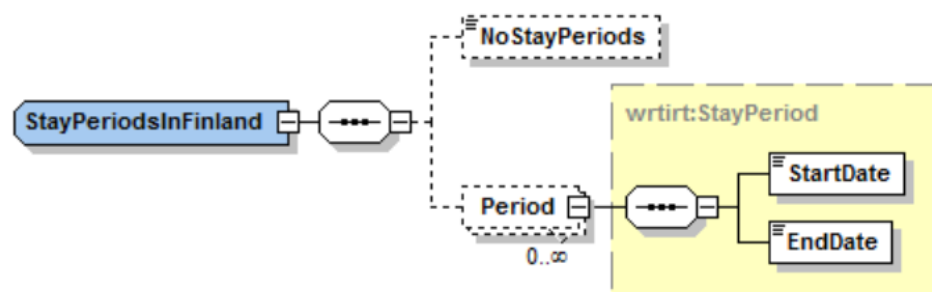 NoStayPeriods
StayPeriodsInFinland
wrtirt:StayPeriod
StartDate
Period
EndDate
0..∞